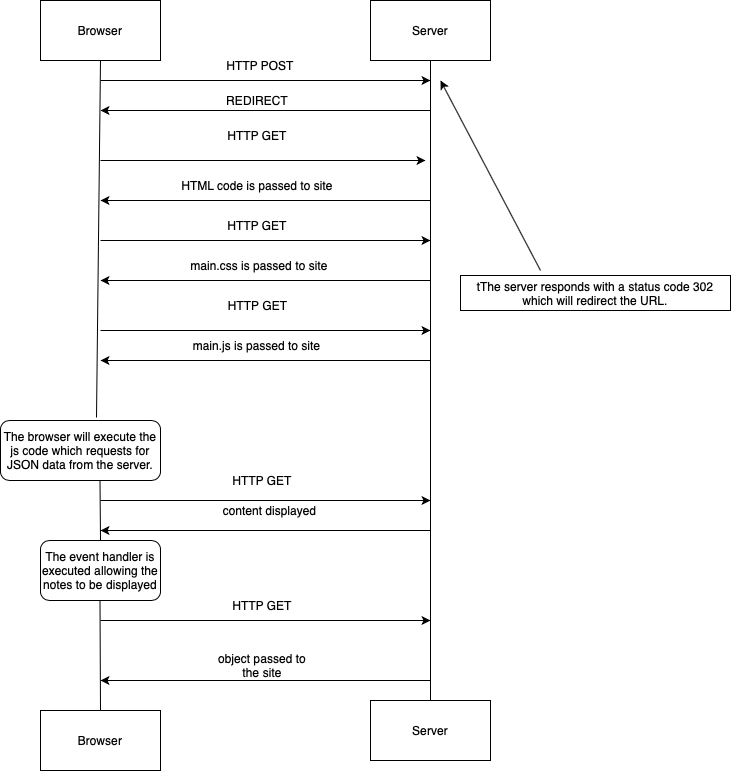 Browser
Server
HTTP POST
REDIRECT
HTTP GET
HTML code is passed to site
HTTP GET
main.css is passed to site
tThe server responds with a status code 302
which will redirect the URL.
HTTP GET
main.js is passed to site
The browser will execute the
js code which requests for
JSON data from the server.
HTTP GET
content displayed
The event handler is
executed allowing the
notes to be displayed
HTTP GET
object passed to
the site
Browser
Server